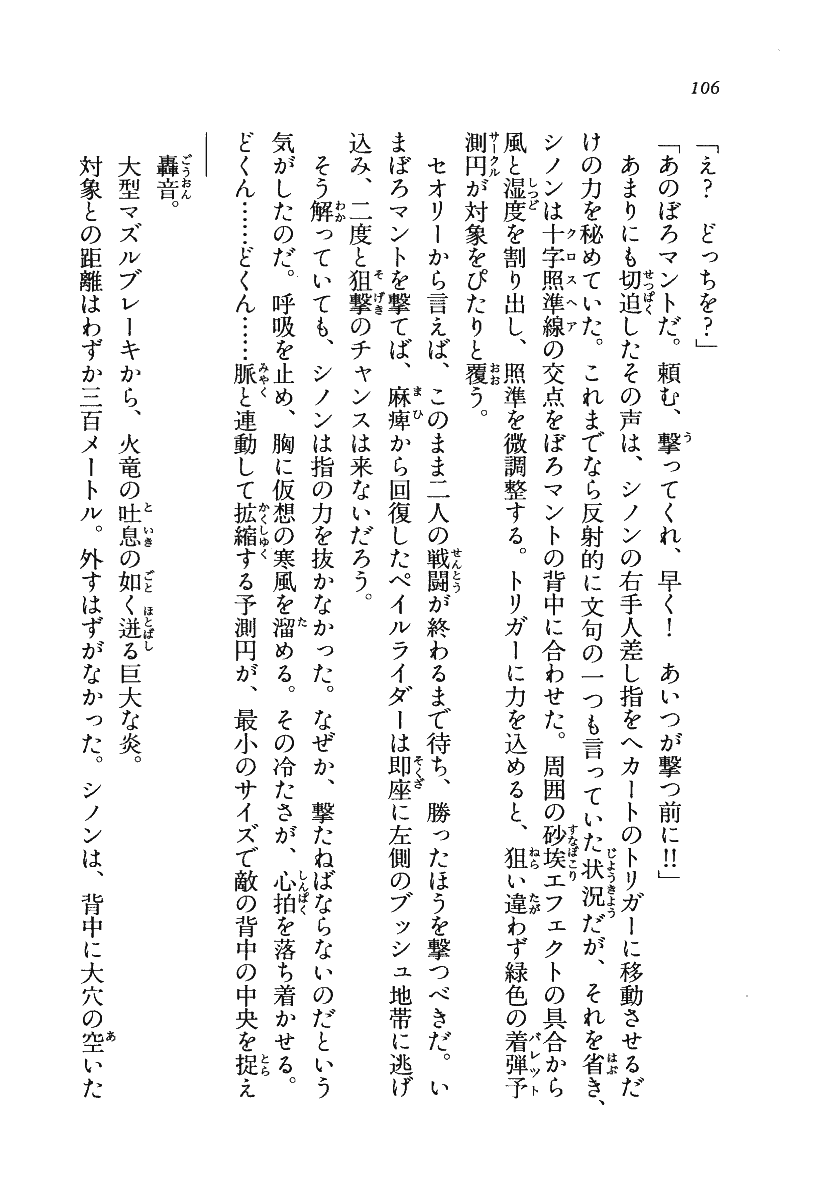 106
「え？　どっちを？」
「あのぼろマントだ。頼む、撃ってくれ、早く！　あいつが撃つ前に‼」
　あまりにも切迫したその声は、シノンの右手人差し指をヘカートのトリガーに移動させるだ
けの力を秘めていた。これまでなら反射的に文句の一つも言っていた状況だが、それを省き、
シノンは十字照準線の交点をぼろマントの背中に合わせた。周囲の砂埃エフェクトの具合から
風と湿度を割り出し、照準を微調整する。トリガーに力を込めると、狙い違わず緑色の着弾予
測円が対象をぴたりと覆う。
　セオリーから言えば、このまま二人の戦闘が終わるまで待ち、勝ったほうを撃つべきだ。い
まぼろマントを撃てば、麻痺から回復したペイルライダーは即座に左側のブッシュ地帯に逃げ
込み、二度と狙撃のチャンスは来ないだろう。
　そう解っていても、シノンは指の力を抜かなかった。なぜか、撃たねばならないのだという
気がしたのだ。呼吸を止め、胸に仮想の寒風を溜める。その冷たさが、心拍を落ち着かせる。
どくん……どくん……脈と連動して拡縮する予測円が、最小のサイズで敵の背中の中央を捉え
――
　轟音。
　大型マズルブレーキから、火竜の吐息の如く迸る巨大な炎。
　対象との距離はわずか三百メートル。外すはずがなかった。シノンは、背中に大穴の空いた